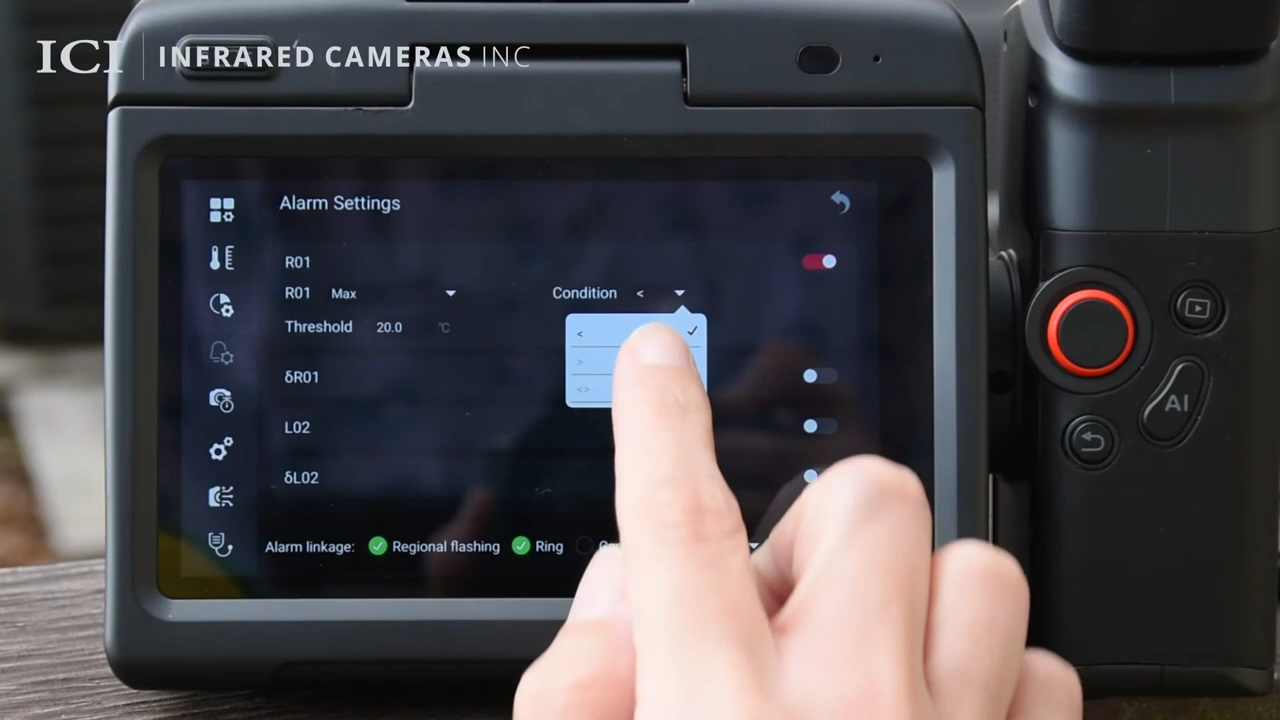 ICI INFRARED CAMERAS INC
Alarm Settings
R01
R01 Max Condition <
Threshold 20.0 °C
<
>
<>
δR01
L02
δL02
Alarm linkage: Regional flashing Ring
AI